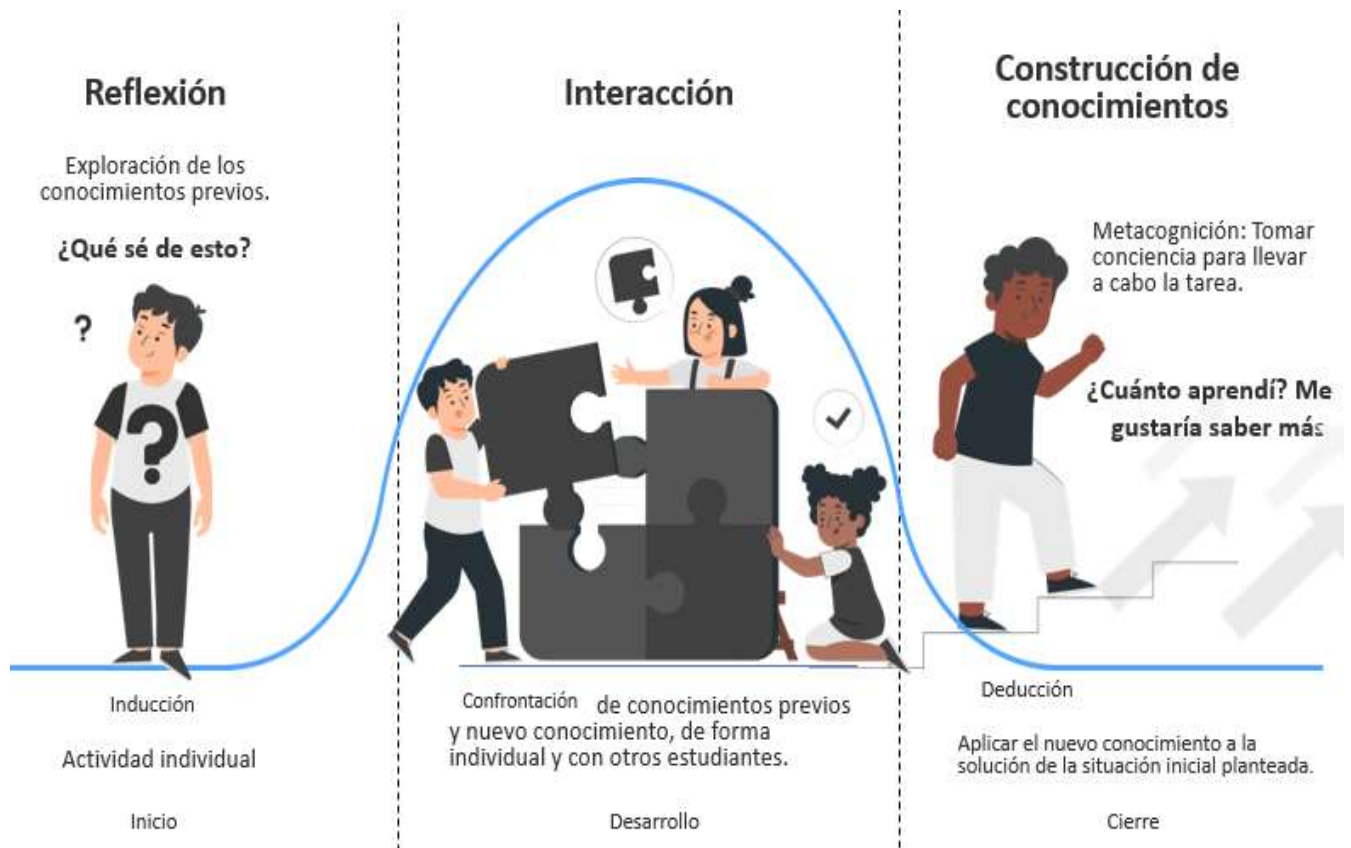 Reflexión
Exploración de los
conocimientos previos.
¿Qué sé de esto?
?
?
Inducción
Actividad individual
Inicio
Interacción
Confrontación de conocimientos previos
y nuevo conocimiento, de forma
individual y con otros estudiantes.
Desarrollo
Construcción de
conocimientos
Metacognición: Tomar
conciencia para llevar
a cabo la tarea.
¿Cuánto aprendí? Me
gustaría saber más
Deducción
Aplicar el nuevo conocimiento a la
solución de la situación inicial planteada.
Cierre